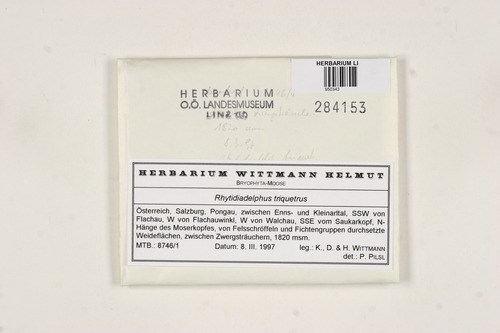 HERBARIUM LI
HERBARIUM
O.Ö. LANDESMUSEUM
LINZ
284153
1820
HERBARIUM WITTMANN HELMUT
BRYOPHYTA-MOOSE
Rhytidiadelphus triquetrus
Österreich, Salzburg, Pongau, zwischen Enns- und Kleinarltal, SSW von
Flachau, W von Flachauwinkl, W von Walchau, SSE vom Saukarkopf, N-
Hänge des Moserkopfes, von Felsschröffeln und Fichtengruppen durchsetzte
Weideflächen, zwischen Zwergsträuchern, 1820 msm.
MTB.: 8746/1 Datum: 8. III. 1997 leg.: K., D. & H. WITTMANN
det.: P. PILSL